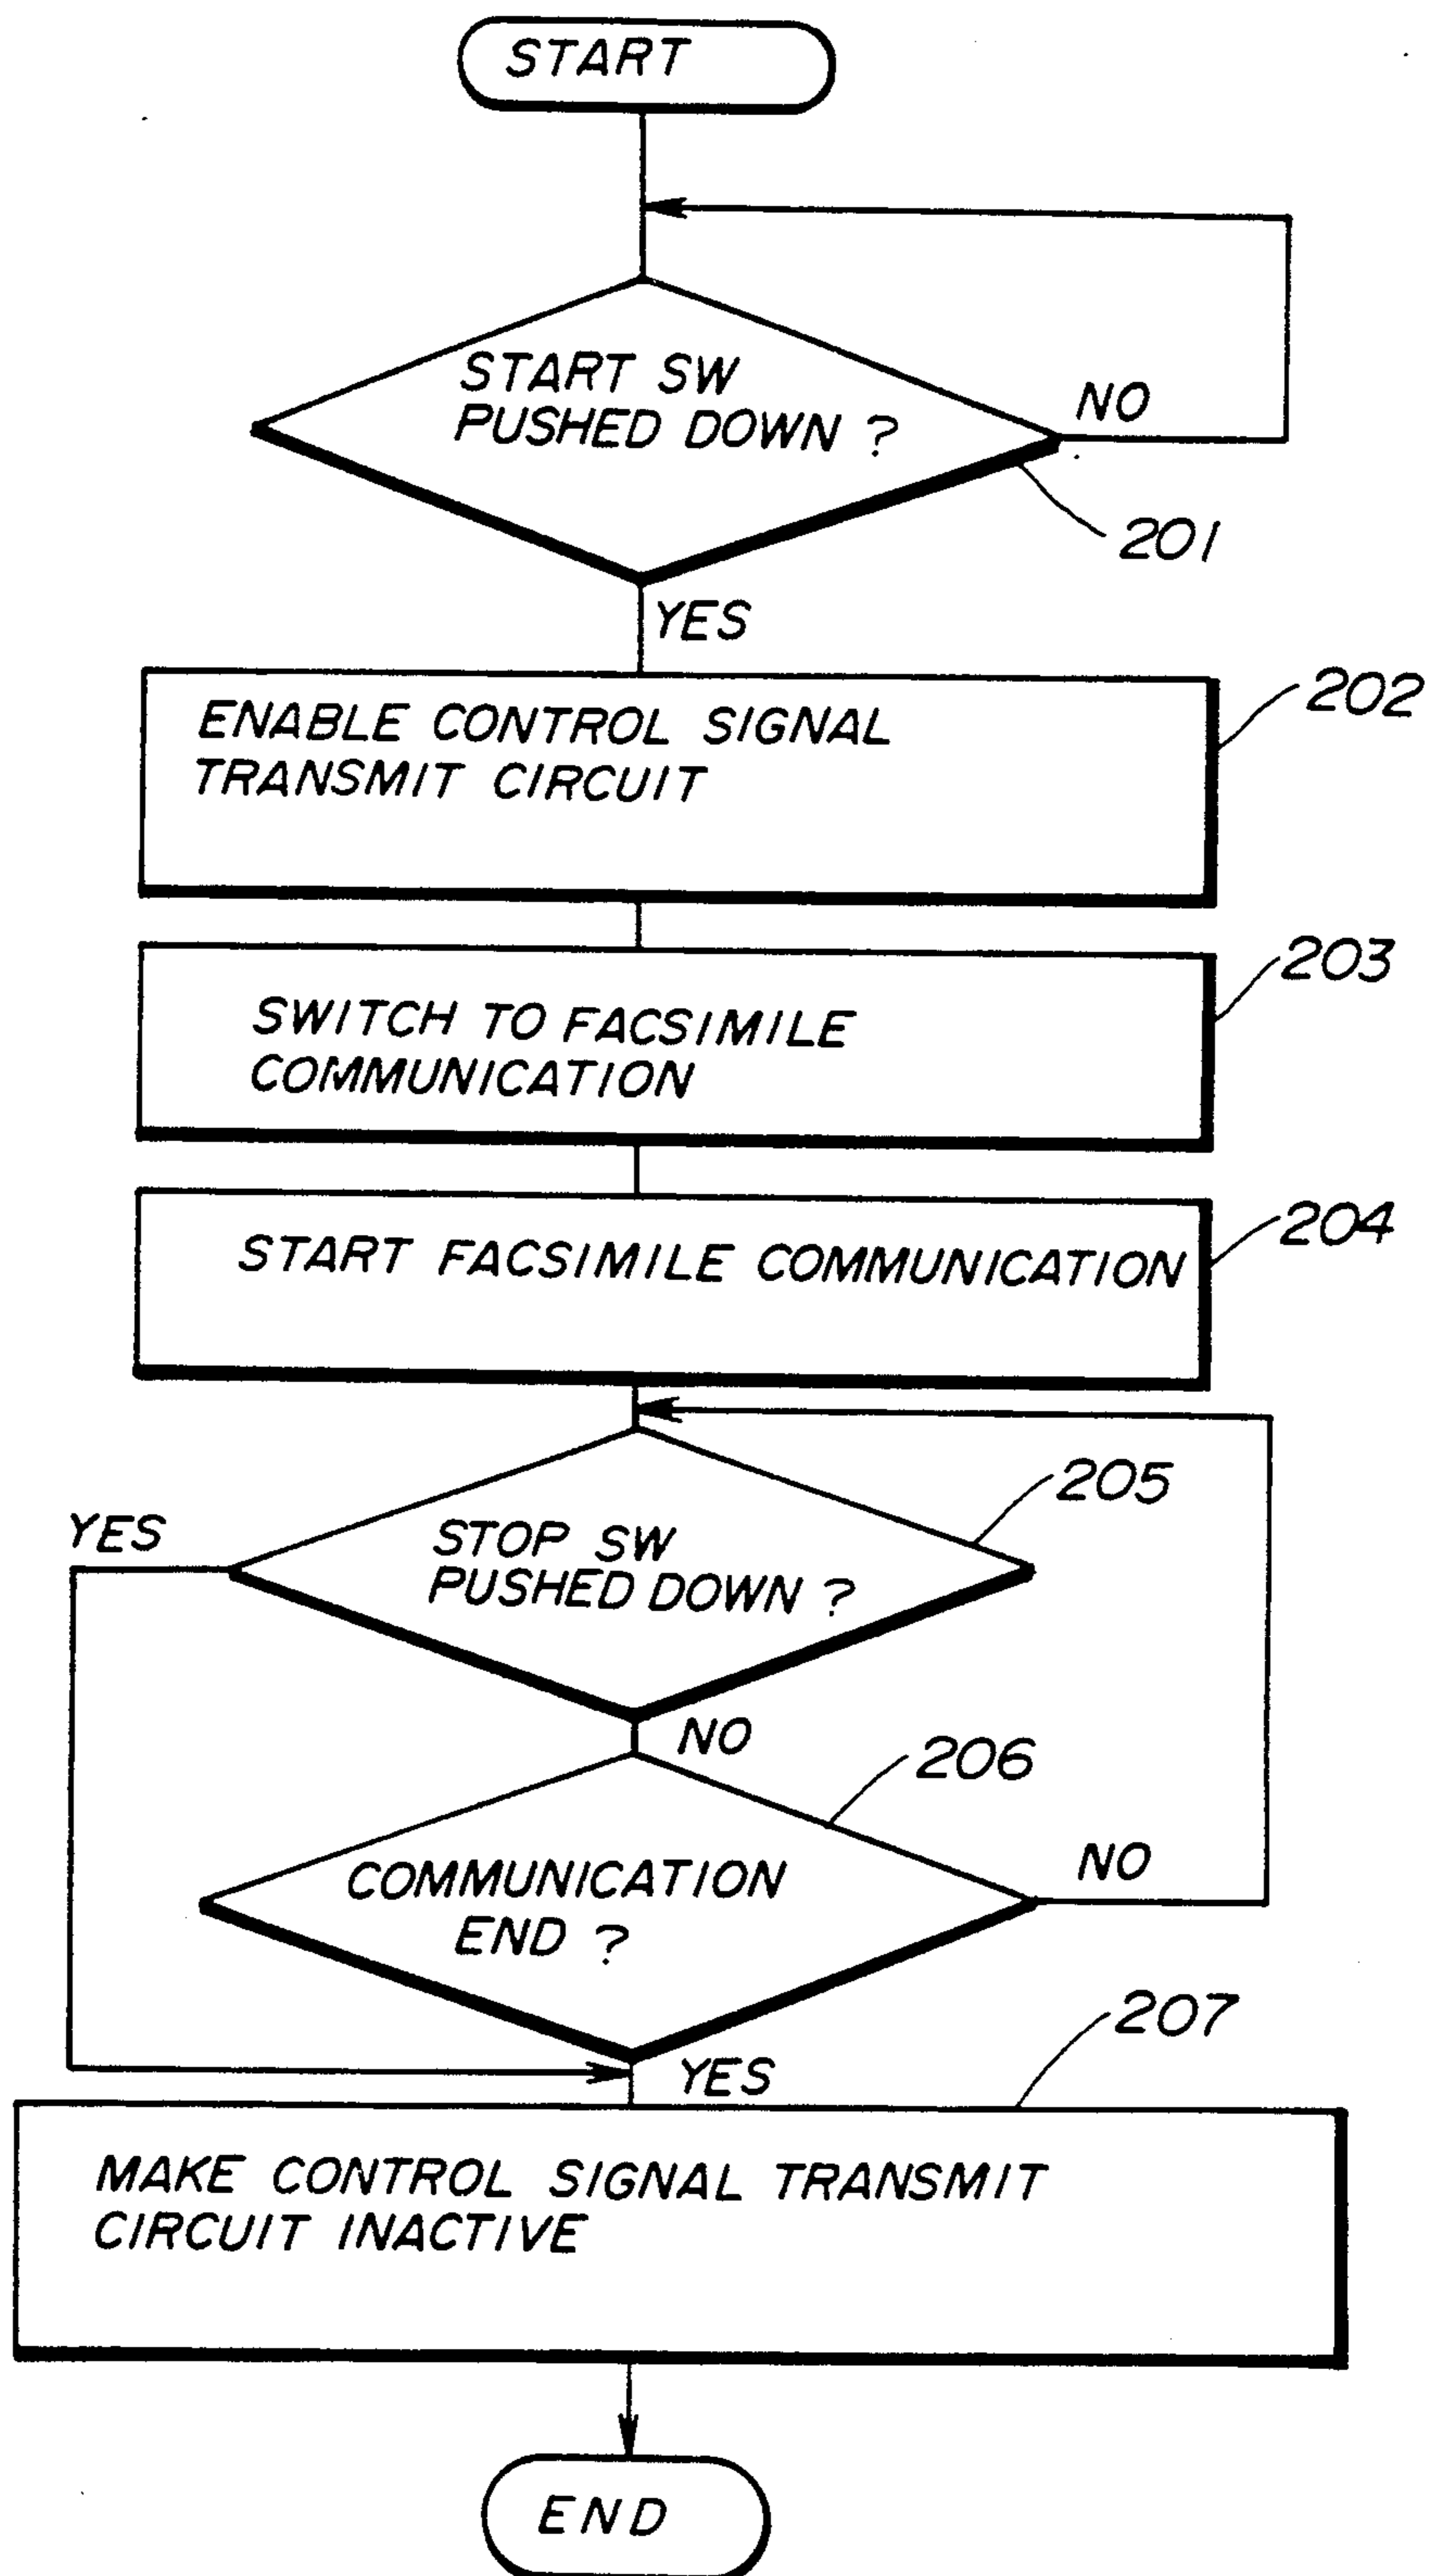 START
START SW
PUSHED DOWN ?
NO
201
YES
202
ENABLE CONTROL SIGNAL
TRANSMIT CIRCUIT
203
SWITCH TO FACSIMILE
COMMUNICATION
204
START FACSIMILE COMMUNICATION
205
YES
STOP SW
PUSHED DOWN ?
NO
206
COMMUNICATION
END ?
NO
207
YES
MAKE CONTROL SIGNAL TRANSMIT
CIRCUIT INACTIVE
END